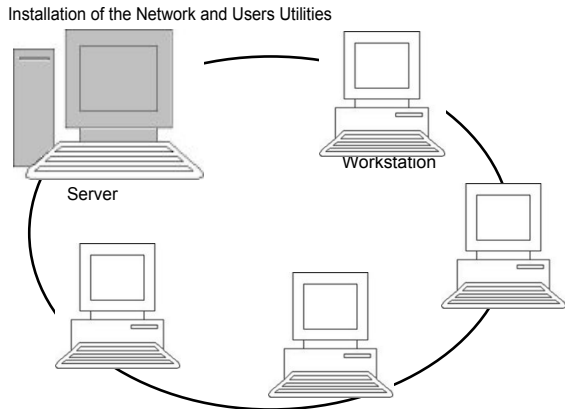 Installation of the Network and Users Utilities
Workstation
Server